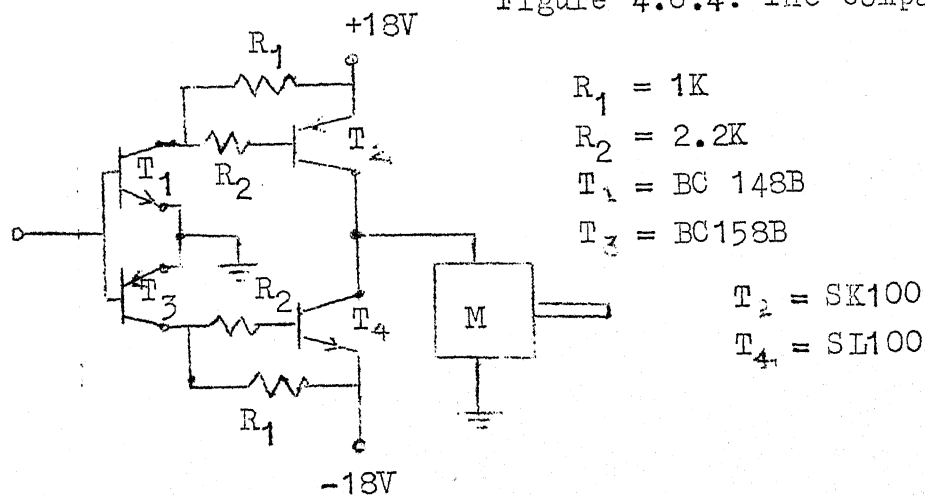 Figure 4.6.4. The Compa
+18V
R1
R1 = 1K
R2 = 2.2K
T1 = BC 148B
T3 = BC158B
T2
R2
T1
T3
R2
T4
M
T2 = SK100
T4 = SL100
R1
-18V